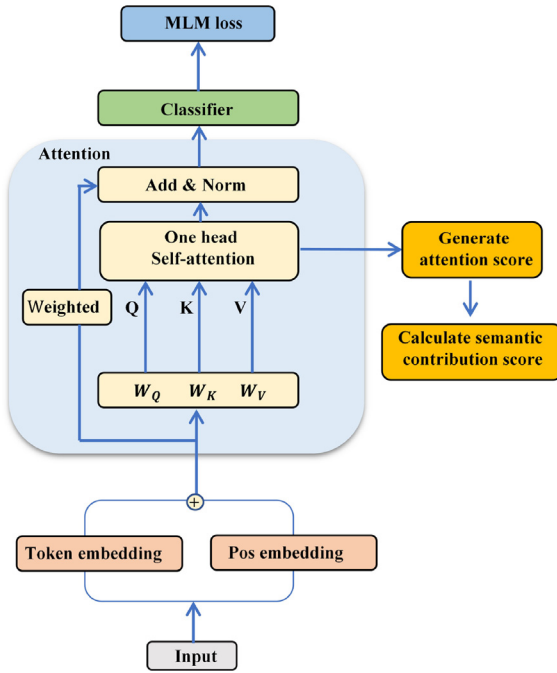 MLM loss
Classifier
Attention
Add & Norm
One head
Self-attention
Generate
attention score
Weighted
Q K V
Calculate semantic
contribution score
W_Q W_K W_V
+
Token embedding
Pos embedding
Input